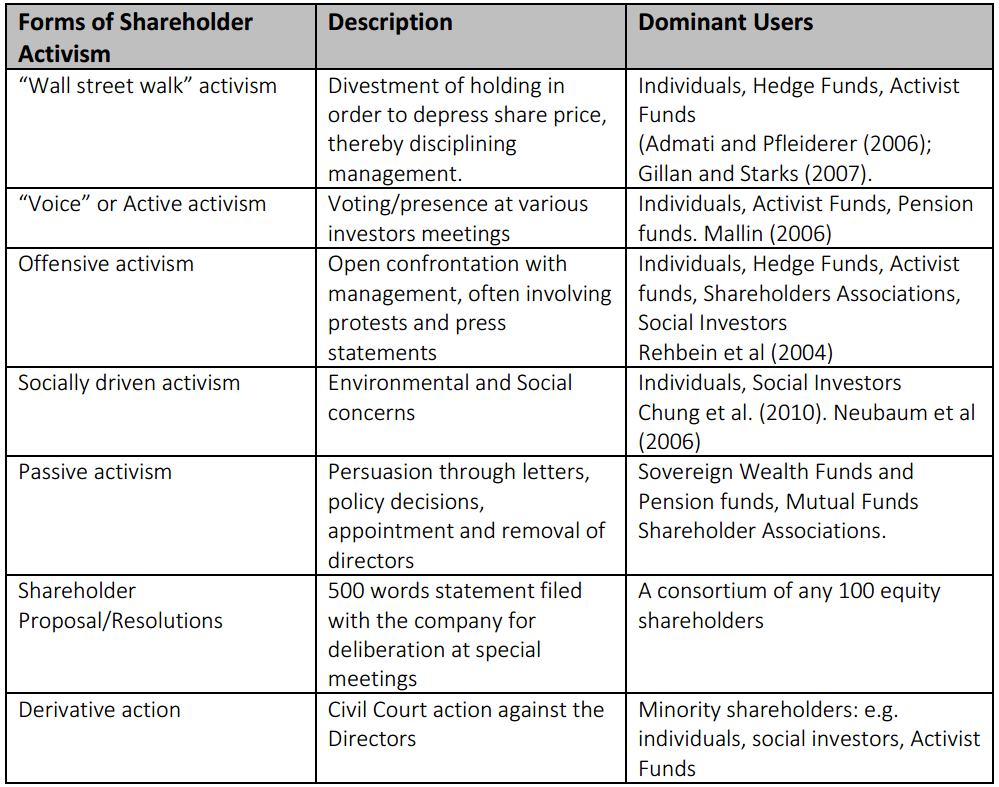 Forms of Shareholder
Activism
Description
Dominant Users
“Wall street walk” activism
Divestment of holding in
order to depress share price,
thereby disciplining
management.
Individuals, Hedge Funds, Activist
Funds
(Admati and Pfleiderer (2006);
Gillan and Starks (2007).
“Voice” or Active activism
Voting/presence at various
investors meetings
Individuals, Activist Funds, Pension
funds. Mallin (2006)
Offensive activism
Open confrontation with
management, often involving
protests and press
statements
Individuals, Hedge Funds, Activist
funds, Shareholders Associations,
Social Investors
Rehbein et al (2004)
Socially driven activism
Environmental and Social
concerns
Individuals, Social Investors
Chung et al. (2010). Neubaum et al
(2006)
Passive activism
Persuasion through letters,
policy decisions,
appointment and removal of
directors
Sovereign Wealth Funds and
Pension funds, Mutual Funds
Shareholder Associations.
Shareholder
Proposal/Resolutions
500 words statement filed
with the company for
deliberation at special
meetings
A consortium of any 100 equity
shareholders
Derivative action
Civil Court action against the
Directors
Minority shareholders: e.g.
individuals, social investors, Activist
Funds